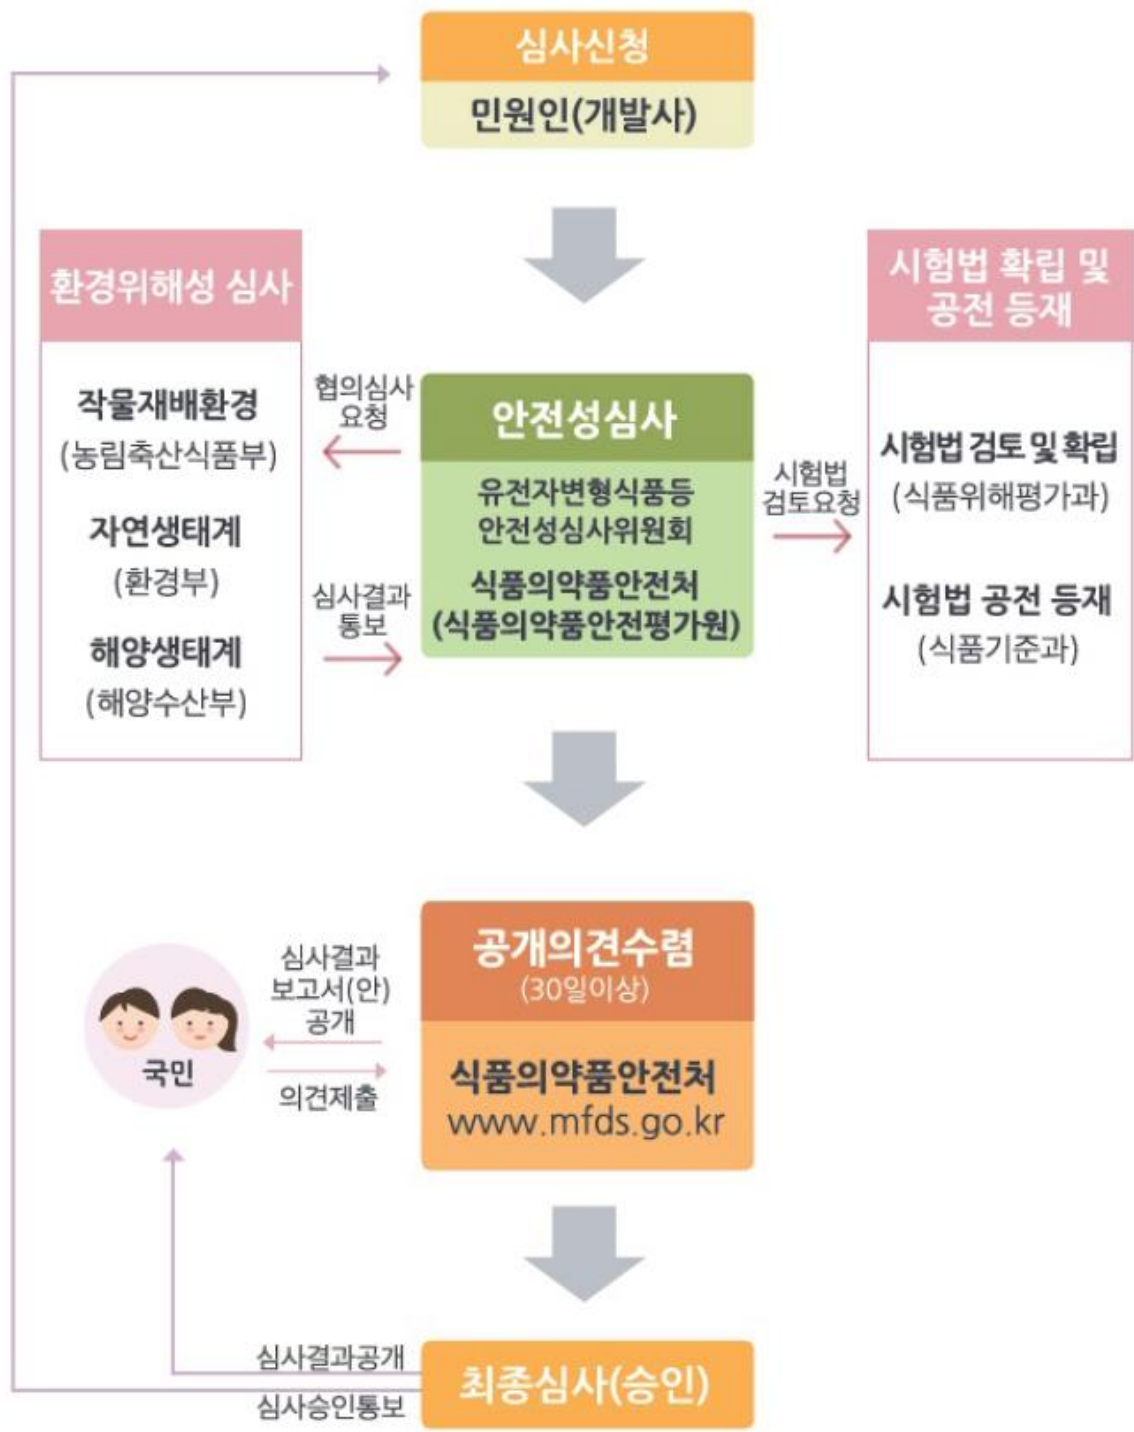 심사신청
민원인(개발사)
환경위해성 심사
작물재배환경
(농림축산식품부)
자연생태계
(환경부)
해양생태계
(해양수산부)
협의심사
요청
심사결과
통보
안전성심사
유전자변형식품등
안전성심사위원회
식품의약품안전처
(식품의약품안전평가원)
시험법
검토요청
시험법 확립 및
공전 등재
시험법 검토 및 확립
(식품위해평가과)
시험법 공전 등재
(식품기준과)
국민
심사결과
보고서(안)
공개
의견제출
공개의견수렴
(30일이상)
식품의약품안전처
www.mfds.go.kr
심사결과공개
심사승인통보
최종심사(승인)